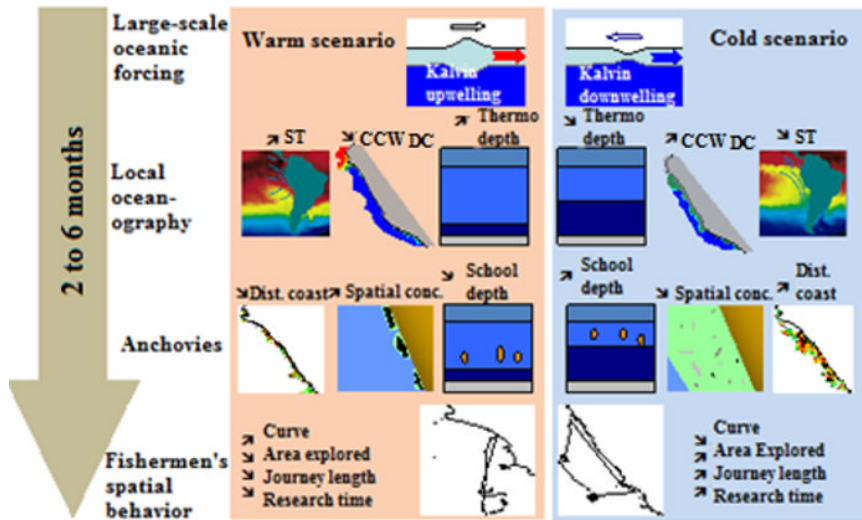 Large-scale
oceanic
forcing
Warm scenario
Kalvin
upwelling
Kalvin
downwelling
Cold scenario
2 to 6 months
Local
ocean-
ography
ST
CCW DC
Thermo
depth
Thermo
depth
CCW DC
ST
Anchovies
Dist. coast
Spatial conc.
School
depth
School
depth
Spatial conc.
Dist.
coast
Fishermen's
spatial
behavior
Curve
Area explored
Journey length
Research time
Curve
Area Explored
Journey length
Research time